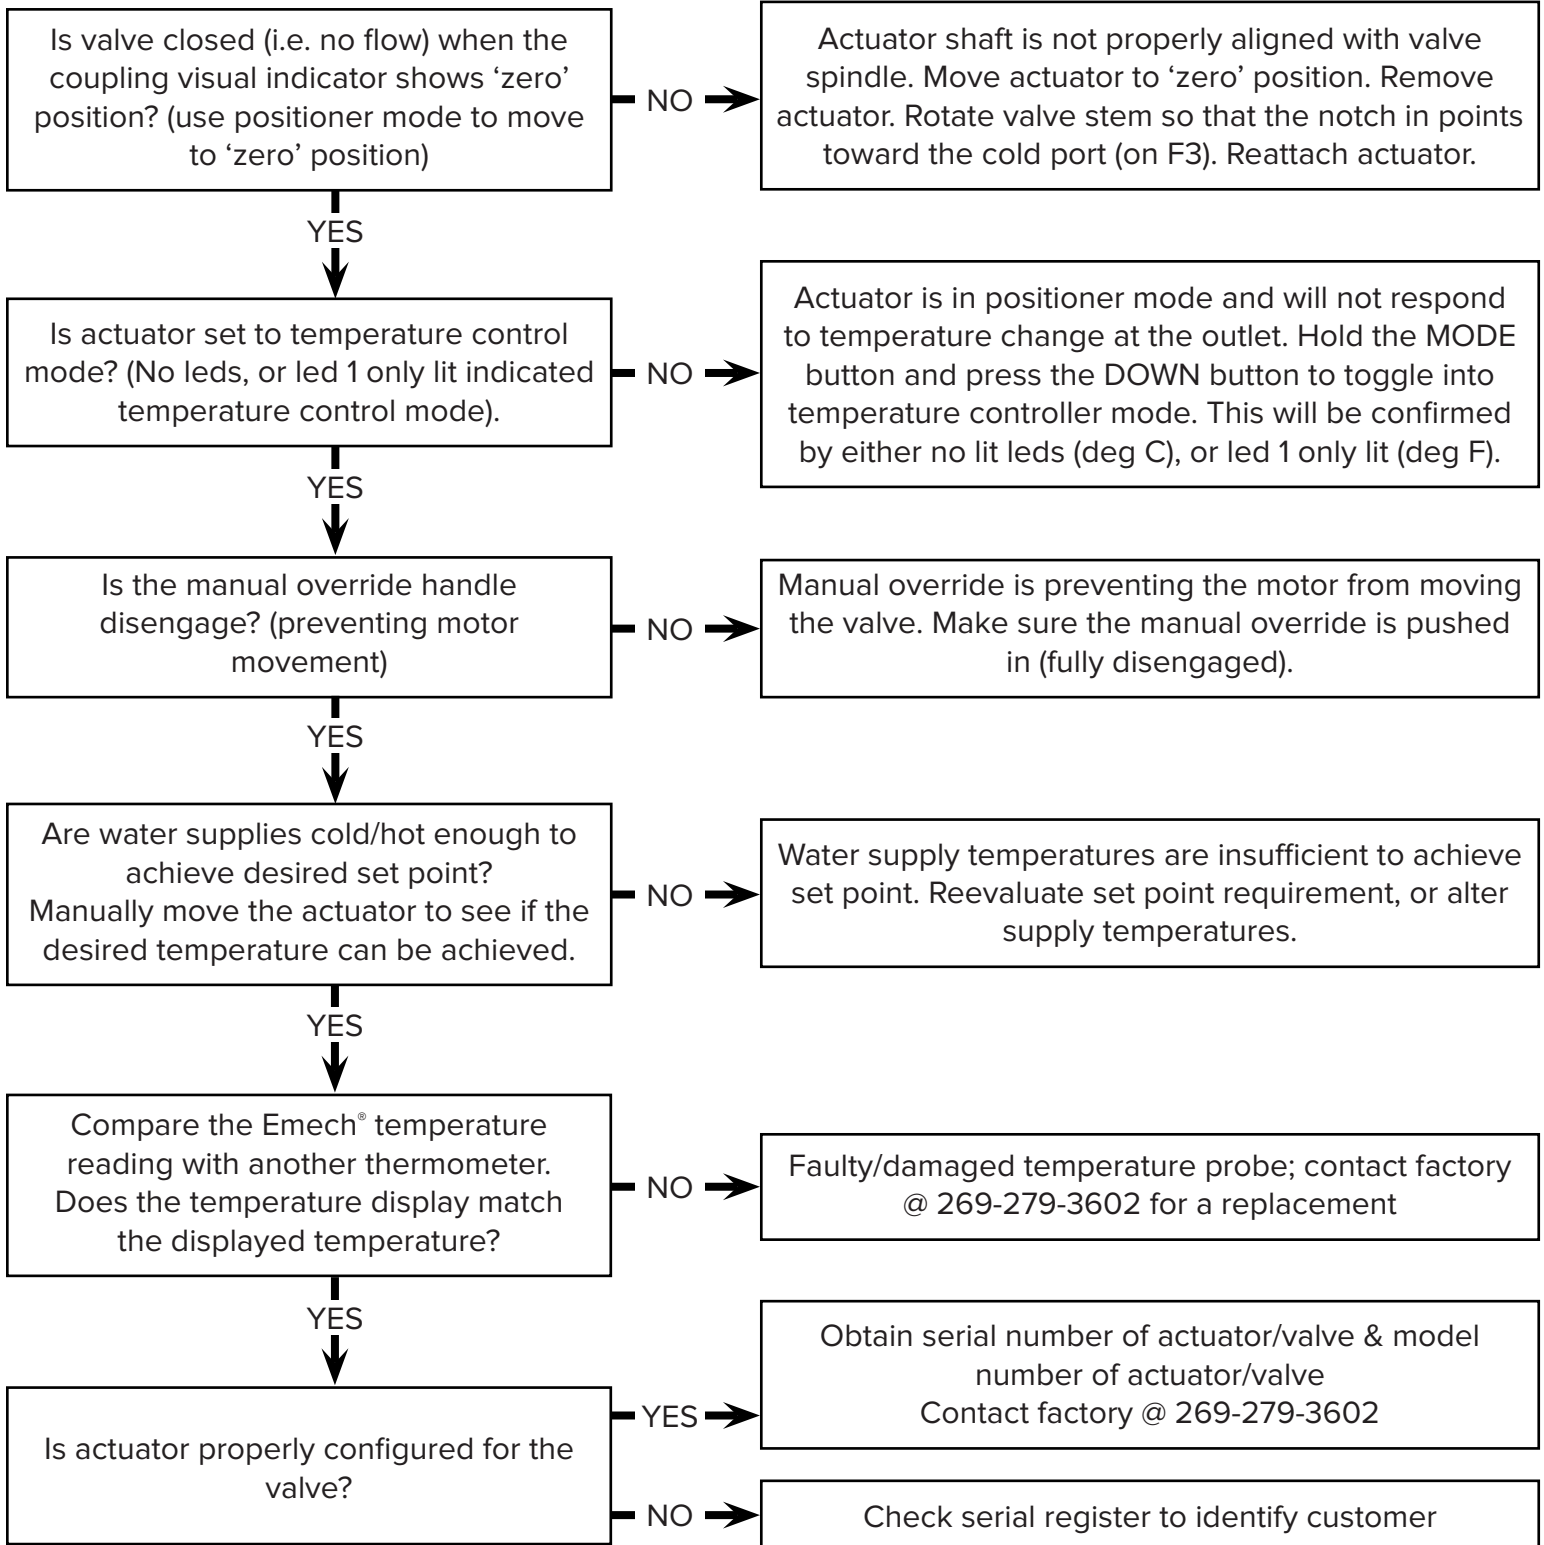 Is valve closed (i.e. no flow) when the
coupling visual indicator shows ‘zero’
position? (use positioner mode to move
to ‘zero’ position)
NO
Actuator shaft is not properly aligned with valve
spindle. Move actuator to ‘zero’ position. Remove
actuator. Rotate valve stem so that the notch in points
toward the cold port (on F3). Reattach actuator.
YES
Is actuator set to temperature control
mode? (No leds, or led 1 only lit indicated
temperature control mode).
NO
Actuator is in positioner mode and will not respond
to temperature change at the outlet. Hold the MODE
button and press the DOWN button to toggle into
temperature controller mode. This will be confirmed
by either no lit leds (deg C), or led 1 only lit (deg F).
YES
Is the manual override handle
disengage? (preventing motor
movement)
NO
Manual override is preventing the motor from moving
the valve. Make sure the manual override is pushed
in (fully disengaged).
YES
Are water supplies cold/hot enough to
achieve desired set point?
Manually move the actuator to see if the
desired temperature can be achieved.
NO
Water supply temperatures are insufficient to achieve
set point. Reevaluate set point requirement, or alter
supply temperatures.
YES
Compare the Emech® temperature
reading with another thermometer.
Does the temperature display match
the displayed temperature?
NO
Faulty/damaged temperature probe; contact factory
@ 269-279-3602 for a replacement
YES
Is actuator properly configured for the
valve?
YES
Obtain serial number of actuator/valve & model
number of actuator/valve
Contact factory @ 269-279-3602
NO
Check serial register to identify customer